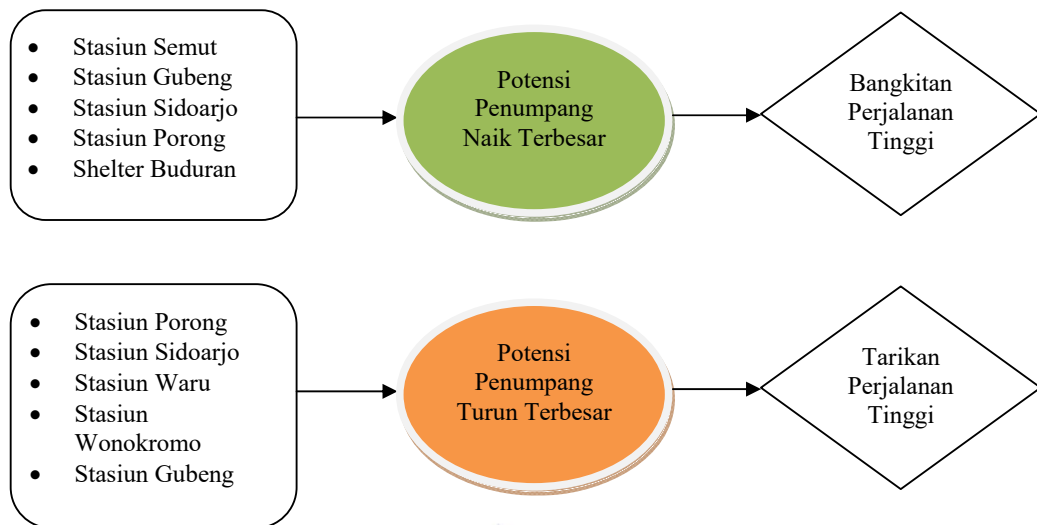 • Stasiun Semut
• Stasiun Gubeng
• Stasiun Sidoarjo
• Stasiun Porong
• Shelter Buduran
Potensi
Penumpang
Naik Terbesar
Bangkitan
Perjalanan
Tinggi
• Stasiun Porong
• Stasiun Sidoarjo
• Stasiun Waru
• Stasiun
Wonokromo
• Stasiun Gubeng
Potensi
Penumpang
Turun Terbesar
Tarikan
Perjalanan
Tinggi